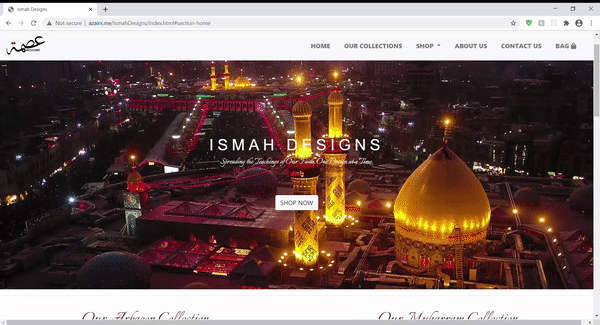 Ismah Designs
Not secure | azaini.me/IsmahDesigns/index.html#section-home
عصمة
HOME OUR COLLECTIONS SHOP ABOUT US CONTACT US BAG
ISMAH DESIGNS
Spreading the Teachings of Our Faith, One Design at a Time
SHOP NOW
Our Arbaeen Collection Our Muharram Collection